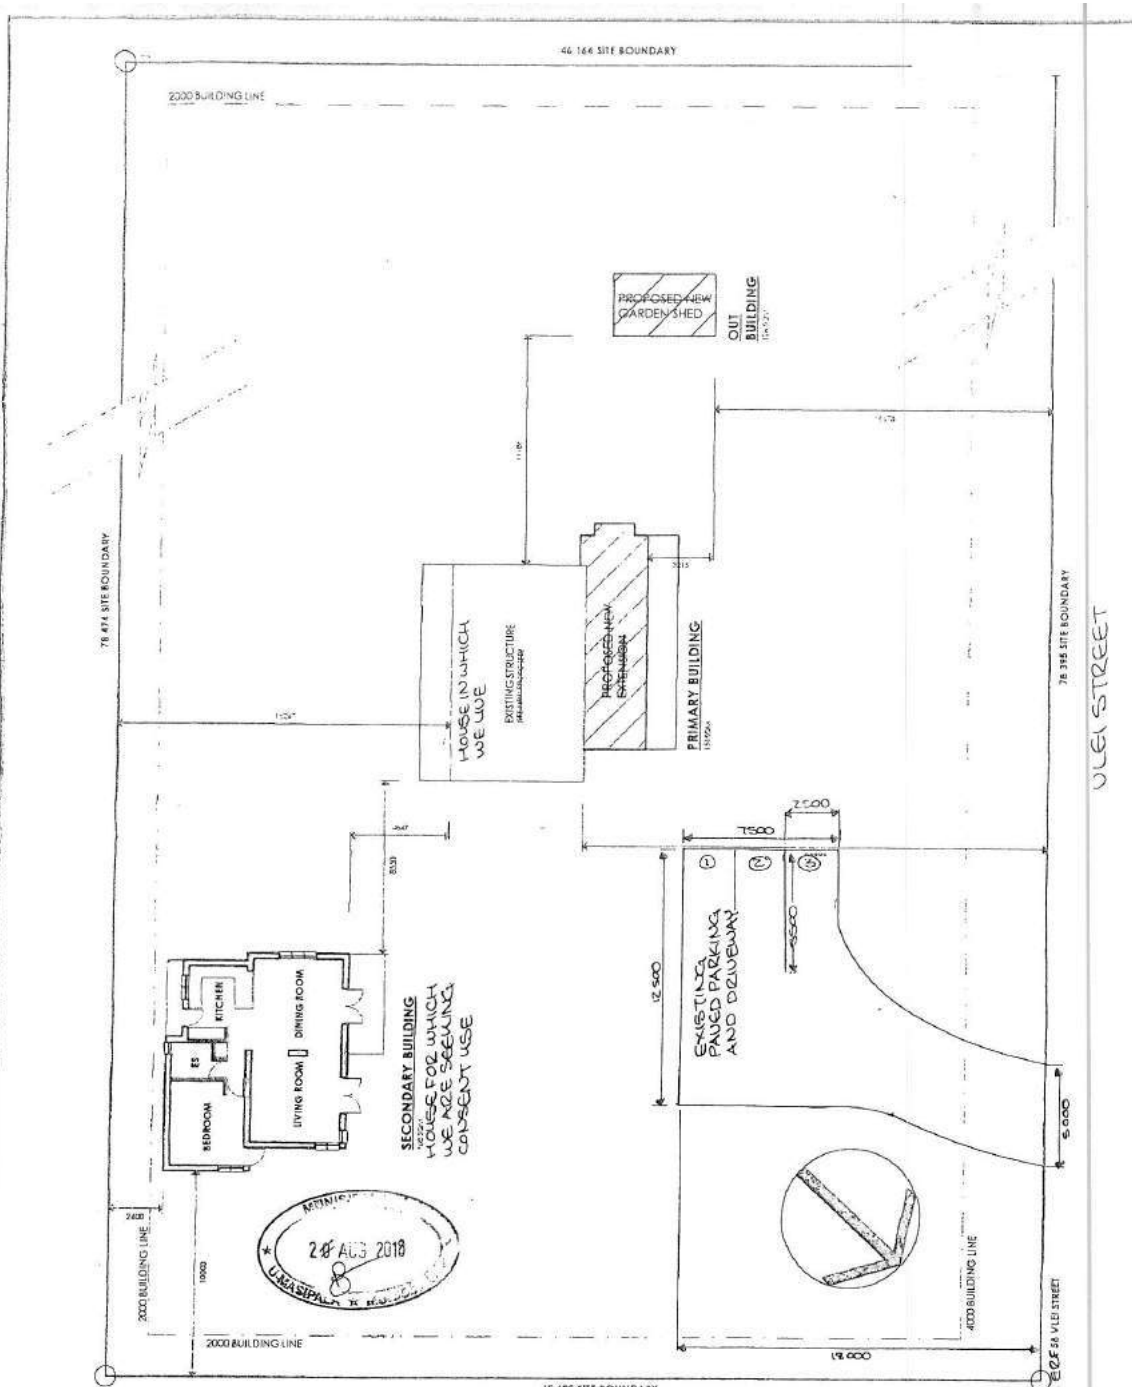 46 164 SITE BOUNDARY
2000 BUILDING LINE
PROPOSED NEW
GARDEN SHED
OUT
BUILDING
78 474 SITE BOUNDARY
78 395 SITE BOUNDARY
VLEI STREET
HOUSE IN WHICH
WE LIVE
EXISTING STRUCTURE
PROPOSED NEW
EXTENSION
PRIMARY BUILDING
2500
7500
1
2
3
5500
12 500
EXISTING
PAVED PARKING
AND DRIVEWAY
KITCHEN
DINING ROOM
ES
LIVING ROOM
BEDROOM
SECONDARY BUILDING
HOUSE FOR WHICH
WE ARE SEEKING
CONSENT USE
2400
2000 BUILDING LINE
10000
AUG 2018
U-MASIPALA
5000
4000 BUILDING LINE
2000 BUILDING LINE
18 000
ERF 58 VLEI STREET